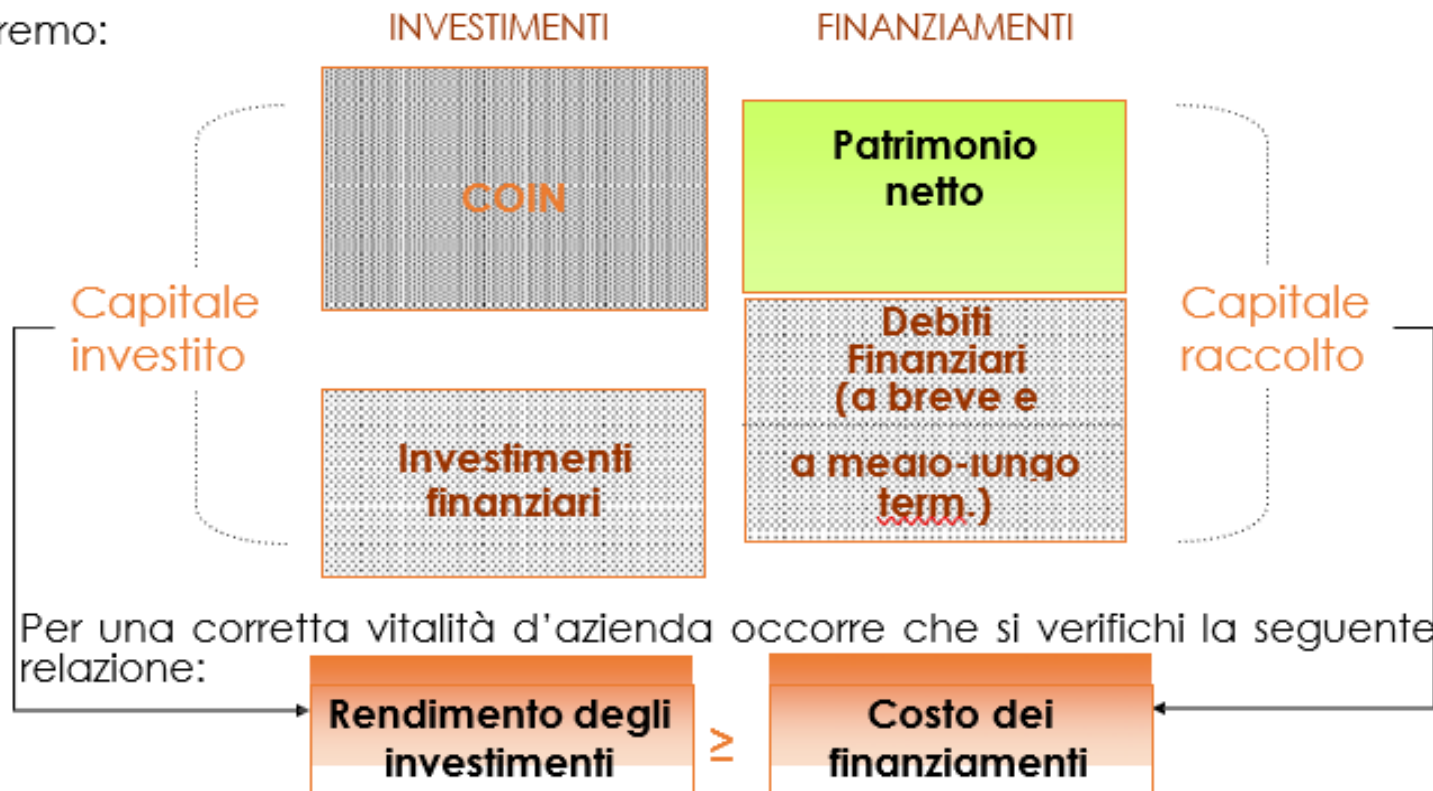 remo:
INVESTIMENTI
FINANZIAMENTI
COIN
Patrimonio
netto
Capitale
investito
Debiti
Finanziari
(a breve e
a medio-lungo
term.)
Capitale
raccolto
Investimenti
finanziari
Per una corretta vitalità d'azienda occorre che si verifichi la seguente
relazione:
Rendimento degli
investimenti
≥
Costo dei
finanziamenti